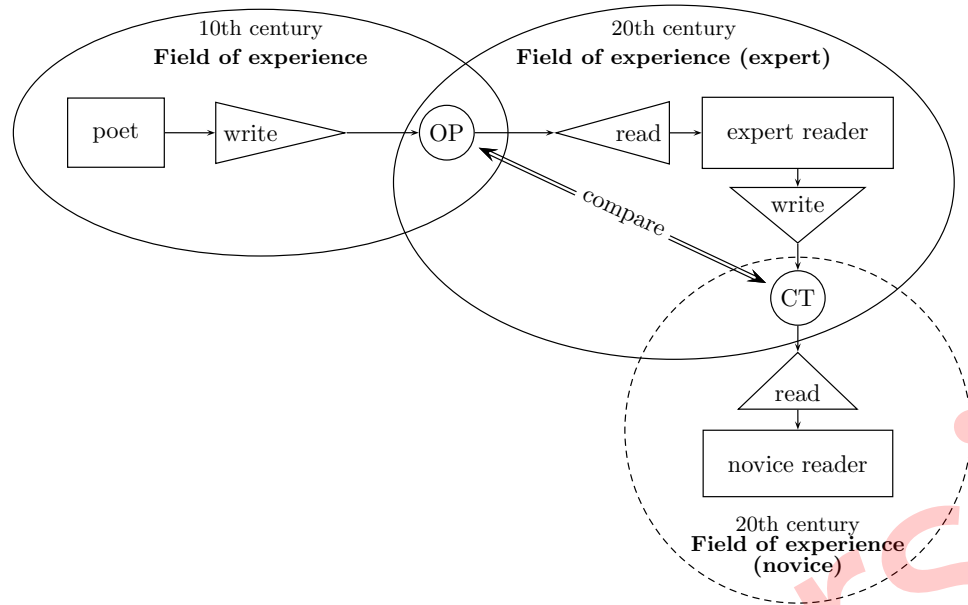 10th century
Field of experience
20th century
Field of experience (expert)
poet
write
OP
read
expert reader
compare
write
CT
read
novice reader
20th century
Field of experience
(novice)